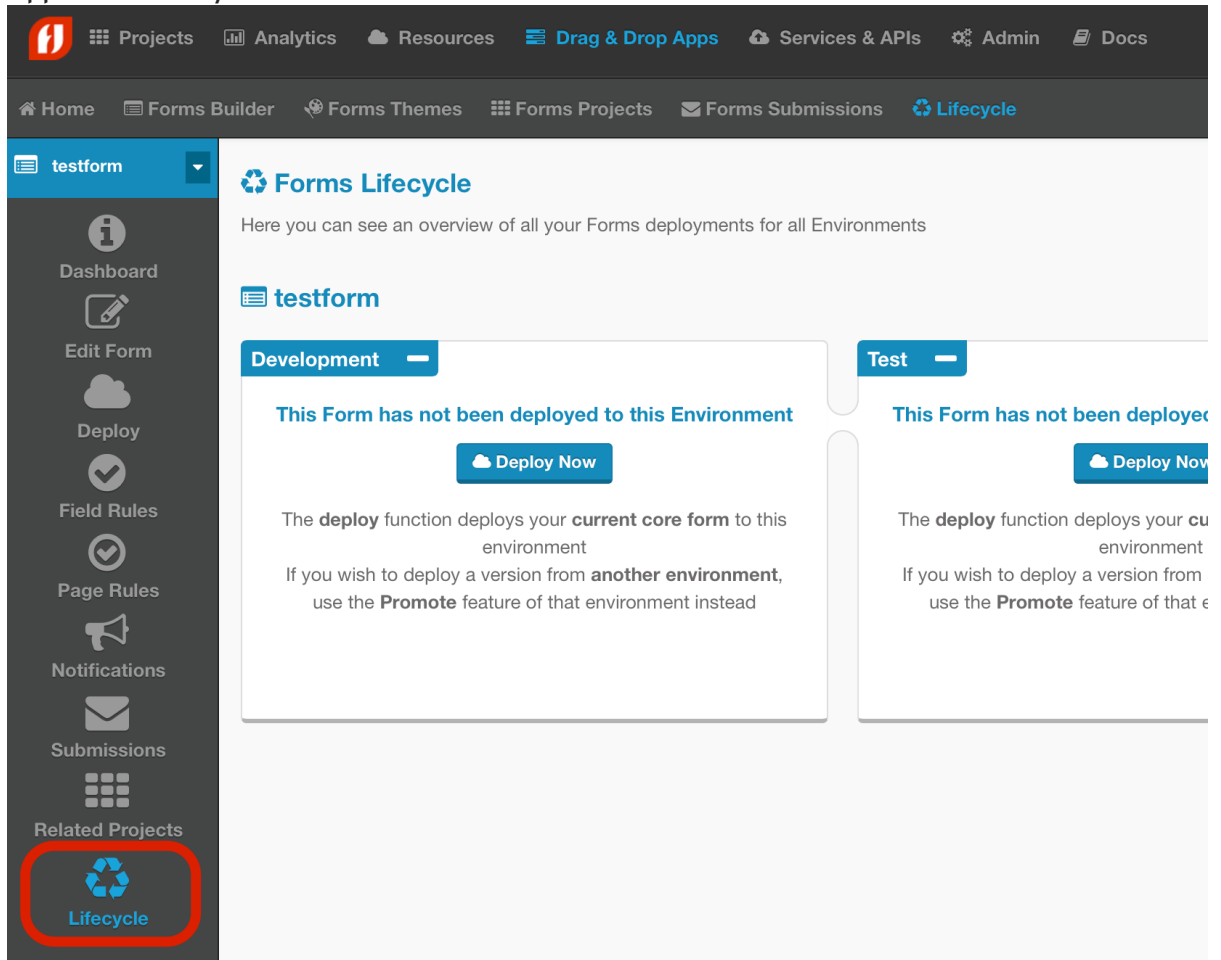 Projects Analytics Resources Drag & Drop Apps Services & APIs Admin Docs
Home Forms Builder Forms Themes Forms Projects Forms Submissions Lifecycle
testform
Forms Lifecycle
Here you can see an overview of all your Forms deployments for all Environments
Dashboard
testform
Edit Form
Development Test
This Form has not been deployed to this Environment
This Form has not been deployed
Deploy
Deploy Now
Deploy Now
Field Rules
The deploy function deploys your current core form to this
environment
If you wish to deploy a version from another environment,
use the Promote feature of that environment instead
The deploy function deploys your cu
environment
If you wish to deploy a version from
use the Promote feature of that e
Page Rules
Notifications
Submissions
Related Projects
Lifecycle